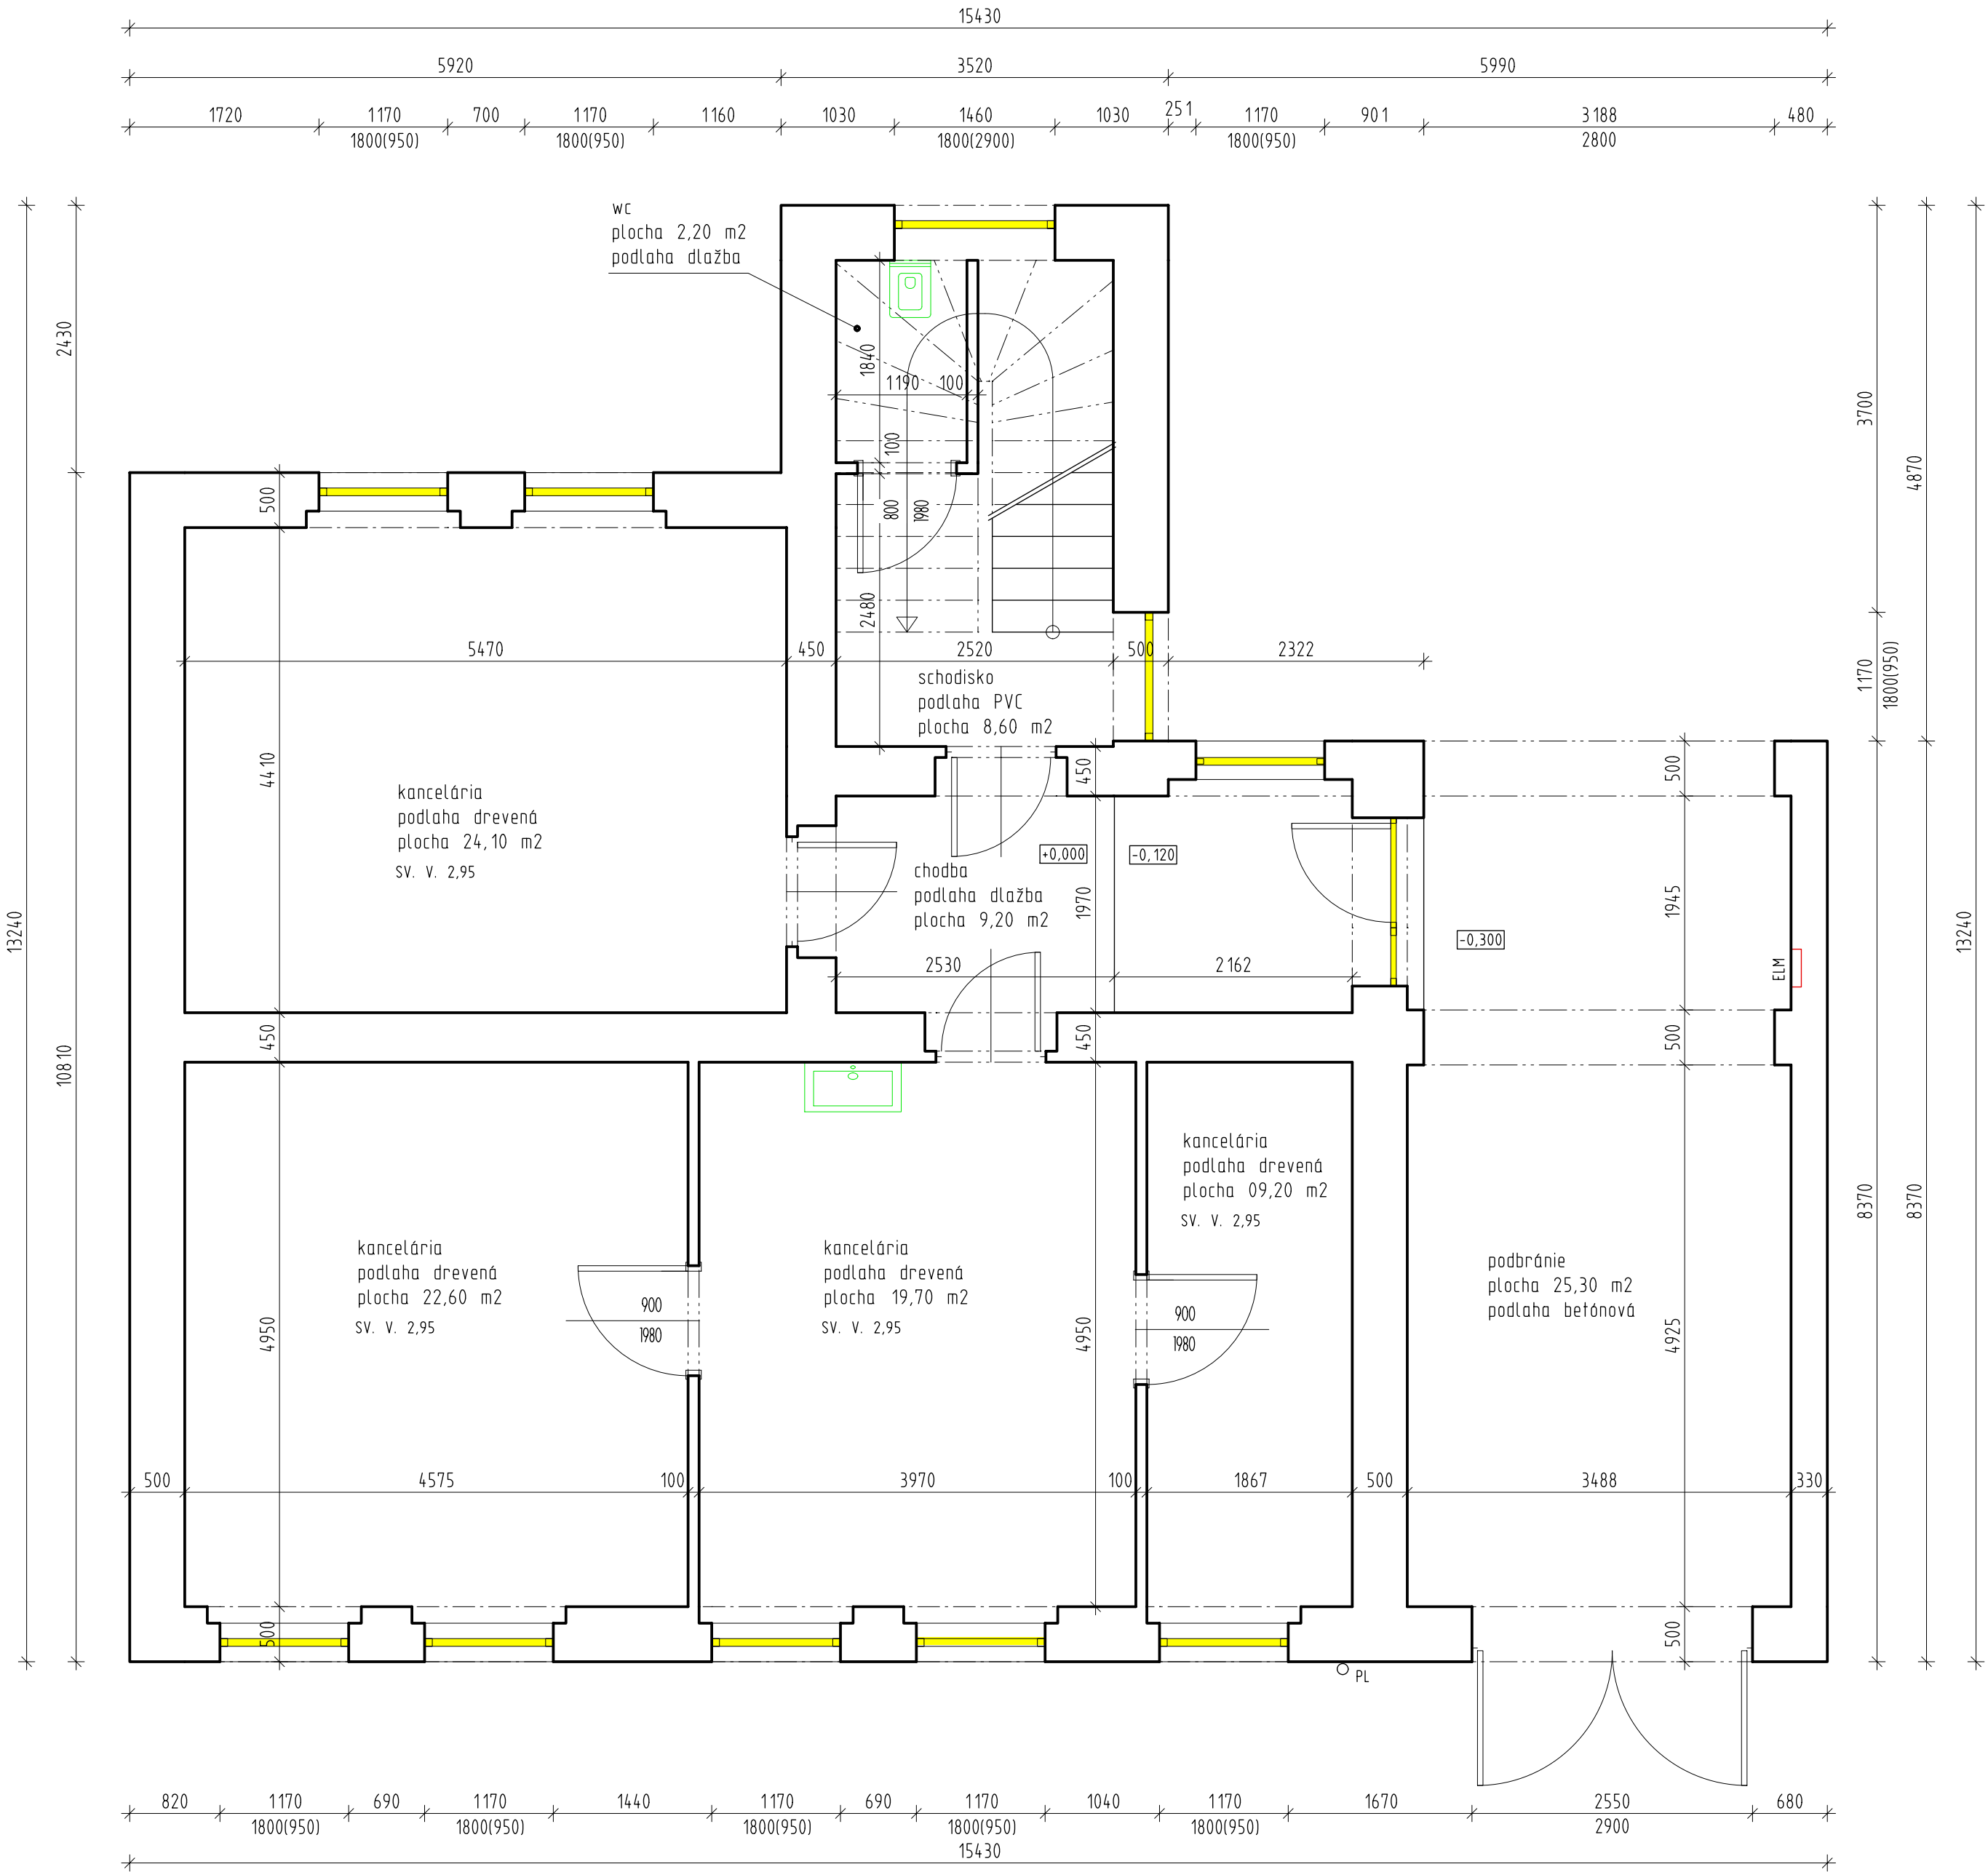 15430
5920 3520 5990
1720 1170 700 1170 1160 1030 1460 1030 251 1170 901 3188 480
1800(950) 1800(950) 1800(2900) 1800(950) 2800
wc
plocha 2,20 m2
podlaha dlažba
2430
10810
13240
3700
1170
1800(950)
8370
4870
8370
13240
1840
1190 100
100
800
1980
2480
500
5470 450 2520 500 2322
schodisko
podlaha PVC
plocha 8,60 m2
4410
450
500
kancelária
podlaha drevená
plocha 24,10 m2
SV. V. 2,95
+0,000
-0,120
chodba
podlaha dlažba
plocha 9,20 m2
1970
1945
-0,300
ELM
2530 2162
450
450
500
kancelária
podlaha drevená
plocha 09,20 m2
SV. V. 2,95
kancelária
podlaha drevená
plocha 22,60 m2
SV. V. 2,95
kancelária
podlaha drevená
plocha 19,70 m2
SV. V. 2,95
podbránie
plocha 25,30 m2
podlaha betónová
900
1980
900
1980
4950
4950
4925
500 4575 100 3970 100 1867 500 3488 330
500
500
PL
820 1170 690 1170 1440 1170 690 1170 1040 1170 1670 2550 680
1800(950) 1800(950) 1800(950) 1800(950) 1800(950) 2900
15430